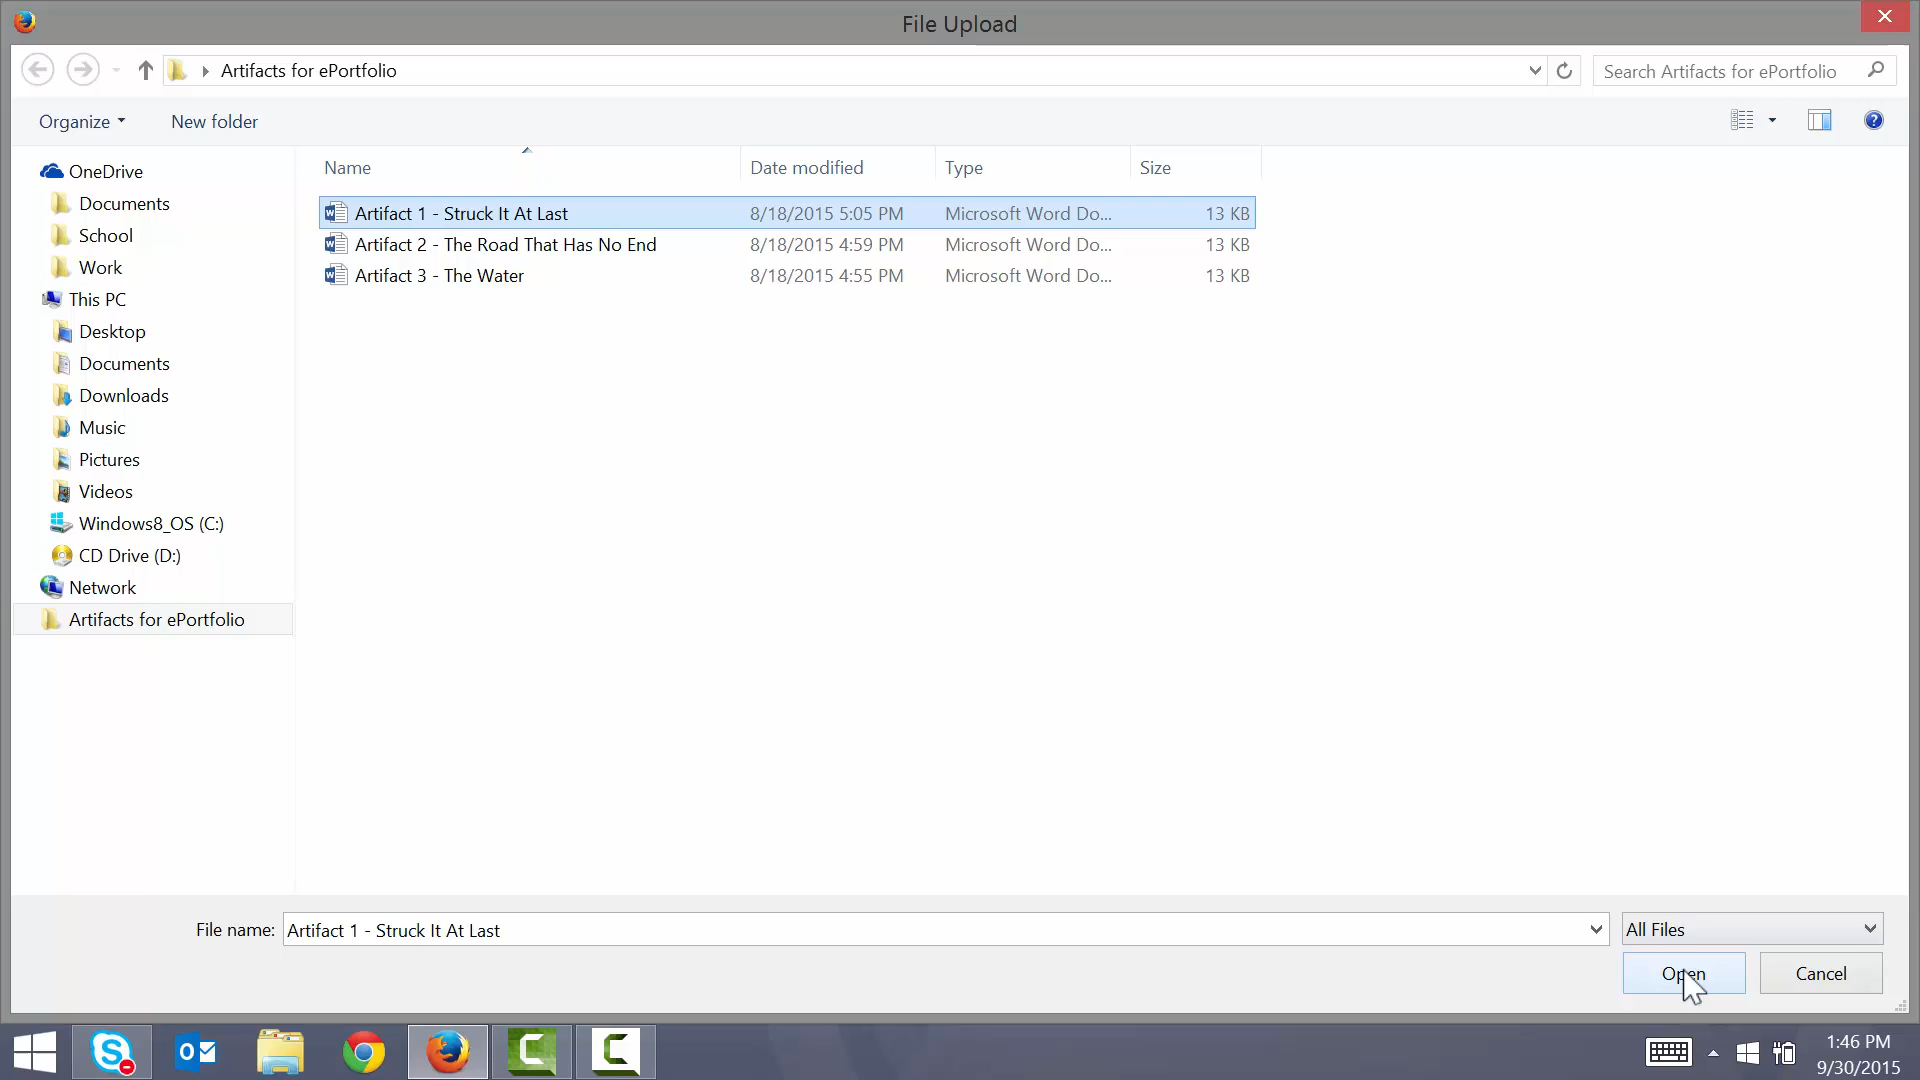 File Upload
Artifacts for ePortfolio
Search Artifacts for ePortfolio
Organize
New folder
Name Date modified Type Size
Artifact 1 - Struck It At Last 8/18/2015 5:05 PM Microsoft Word Do... 13 KB
Artifact 2 - The Road That Has No End 8/18/2015 4:59 PM Microsoft Word Do... 13 KB
Artifact 3 - The Water 8/18/2015 4:55 PM Microsoft Word Do... 13 KB
OneDrive
Documents
School
Work
This PC
Desktop
Documents
Downloads
Music
Pictures
Videos
Windows8_OS (C:)
CD Drive (D:)
Network
Artifacts for ePortfolio
File name: Artifact 1 - Struck It At Last
All Files
Open
Cancel
1:46 PM
9/30/2015